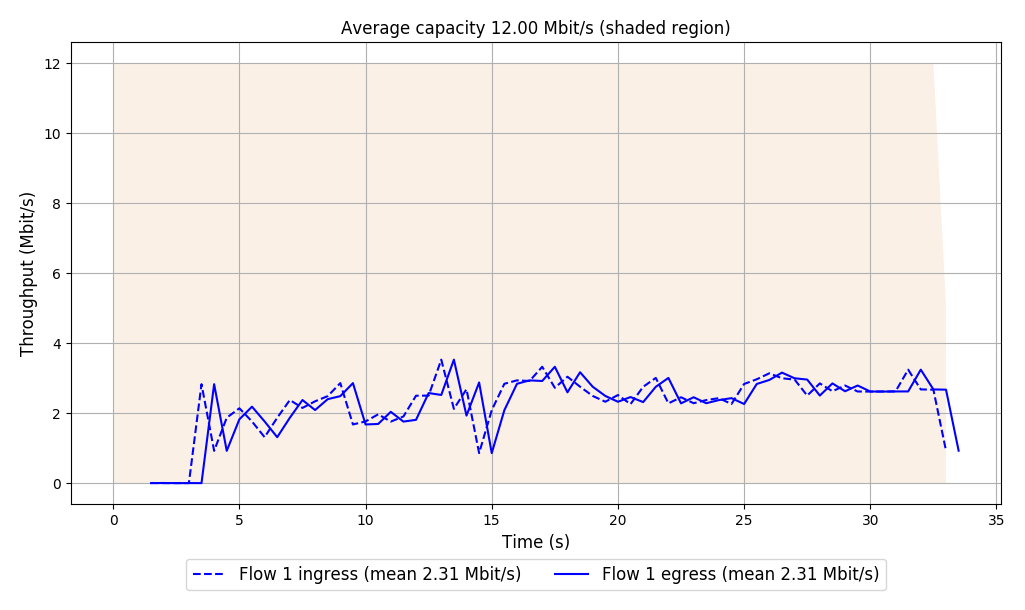 Average capacity 12.00 Mbit/s (shaded region)
Throughput (Mbit/s)
12
10
8
6
4
2
0
0 5 10 15 20 25 30 35
Time (s)
Flow 1 ingress (mean 2.31 Mbit/s) Flow 1 egress (mean 2.31 Mbit/s)